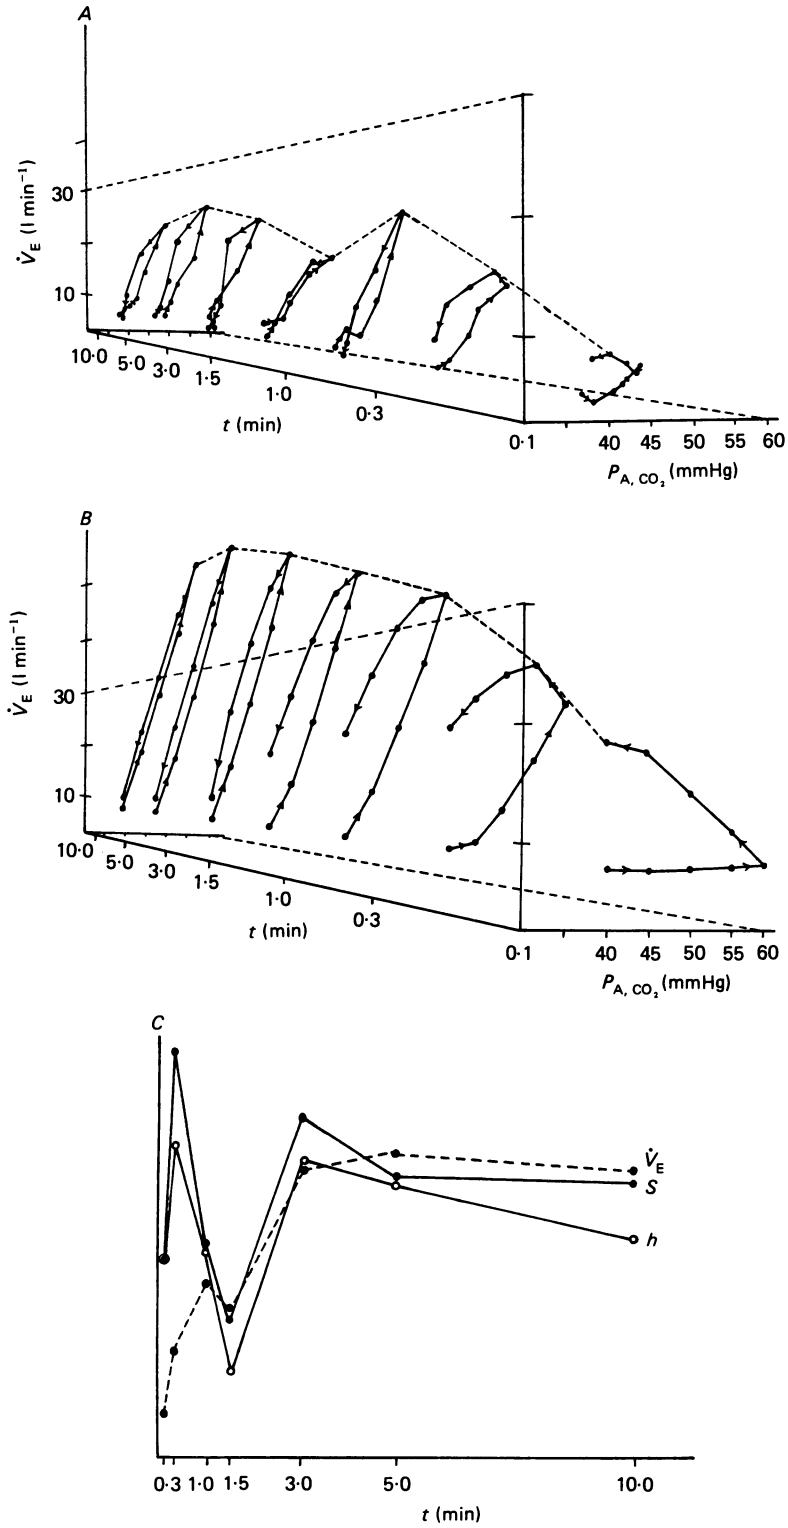 A
V̇E (l min⁻¹)
30
10
10·0 5·0 3·0 1·5 1·0 0·3 0·1
t (min)
40 45 50 55 60
PA, CO₂ (mmHg)
B
V̇E (l min⁻¹)
30
10
10·0 5·0 3·0 1·5 1·0 0·3 0·1
t (min)
40 45 50 55 60
PA, CO₂ (mmHg)
C
V̇E
S
h
0·3 1·0 1·5 3·0 5·0 10·0
t (min)